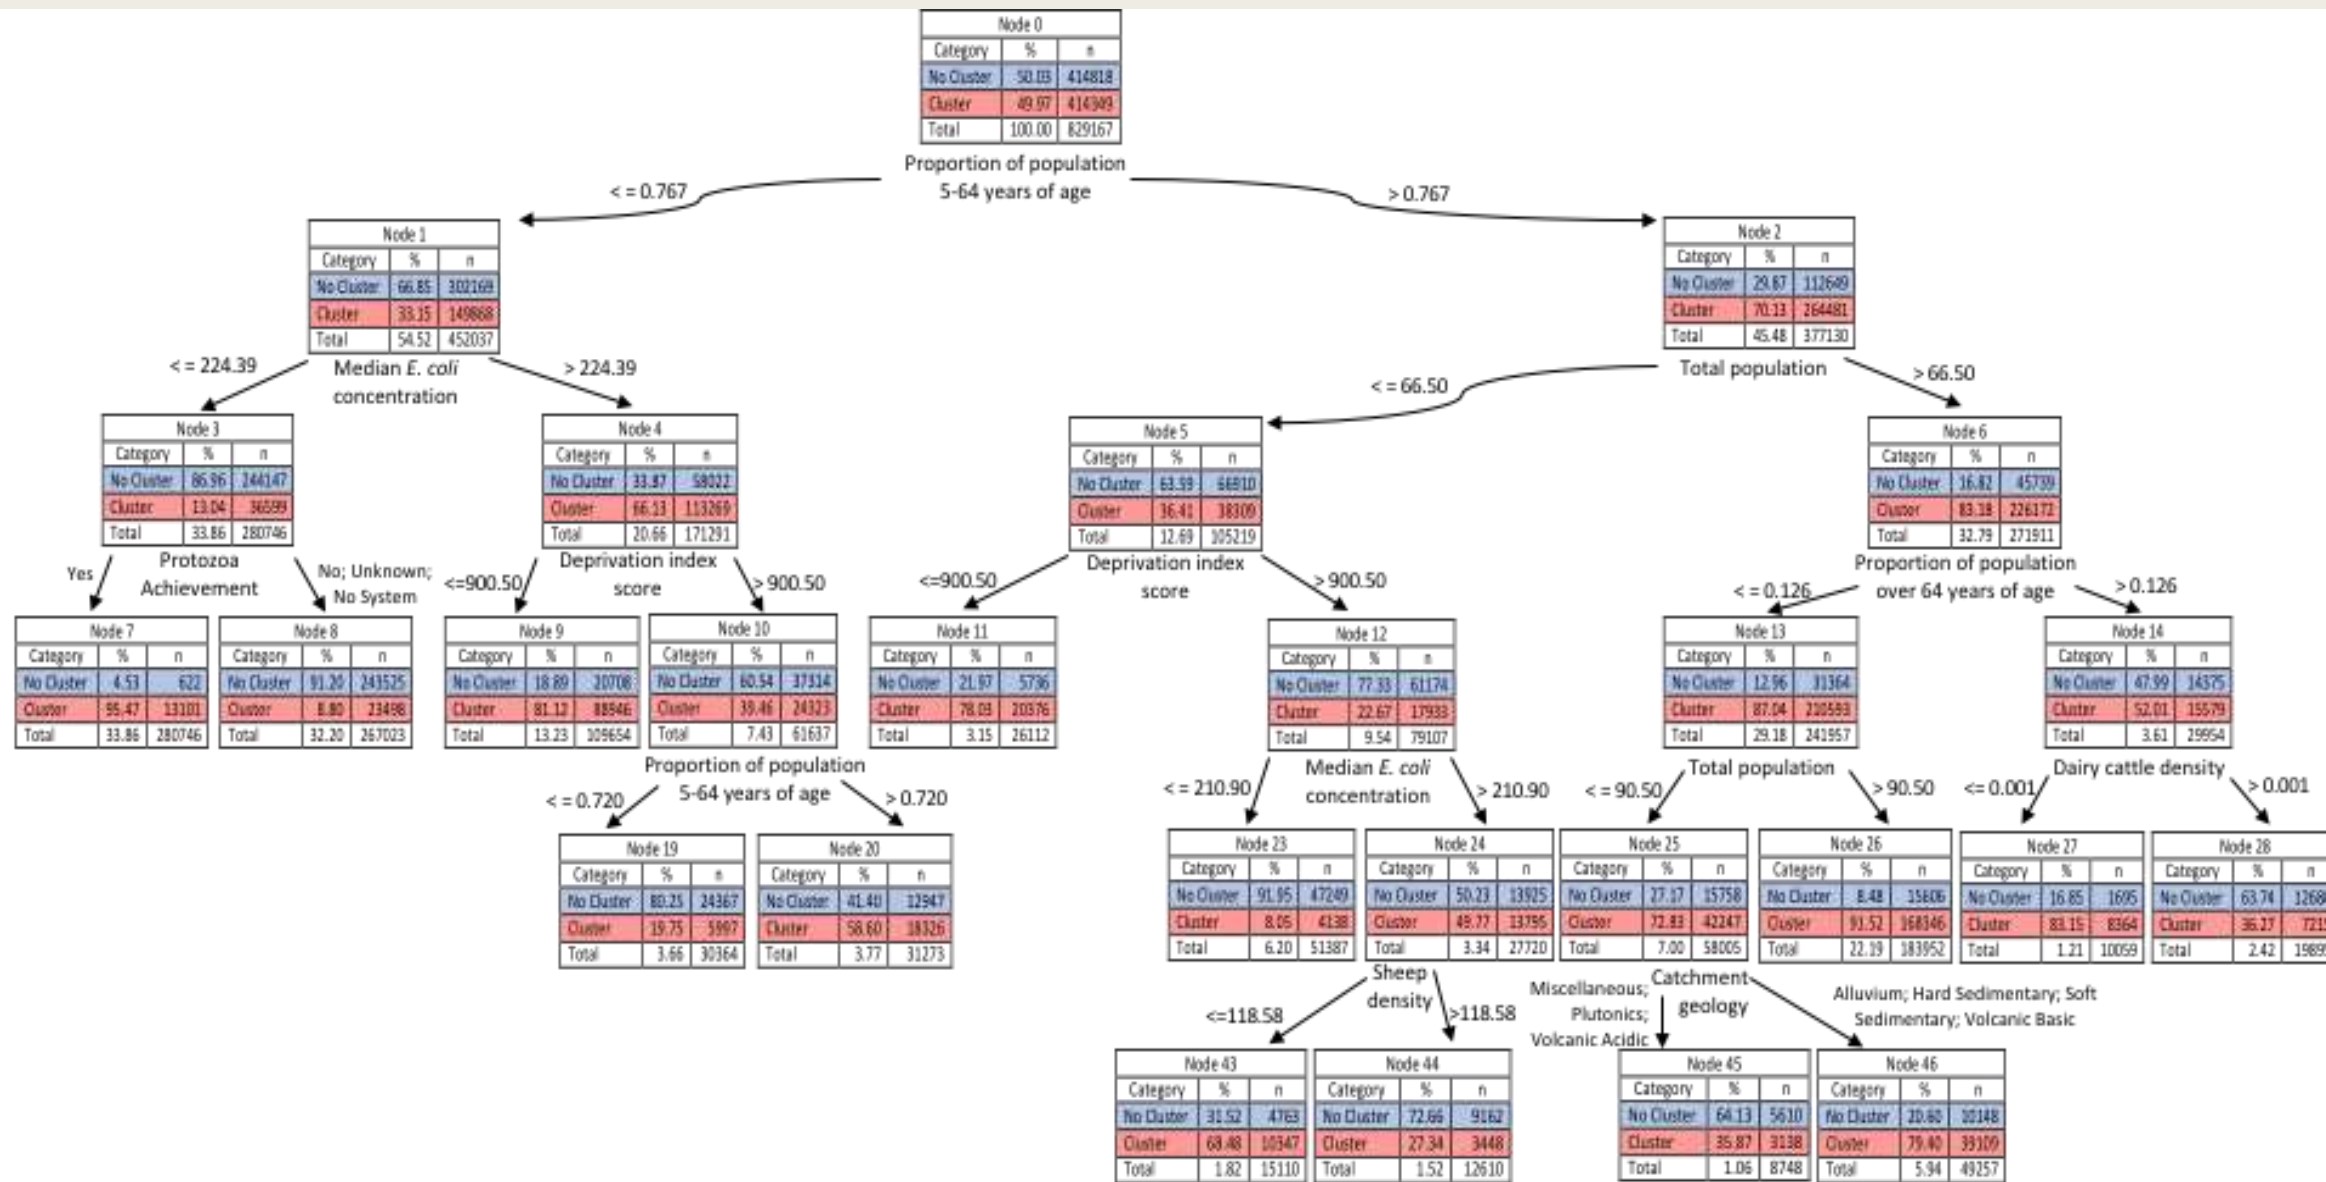 Node 0
Category % n
No Cluster 50.03 414818
Cluster 49.97 414349
Total 100.00 829167
Proportion of population
5-64 years of age
< = 0.767
> 0.767
Node 1
Category % n
No Cluster 66.85 302169
Cluster 33.15 149868
Total 54.52 452037
Node 2
Category % n
No Cluster 29.87 112649
Cluster 70.13 264481
Total 45.48 377130
Median E. coli
concentration
< = 224.39
> 224.39
Total population
< = 66.50
> 66.50
Node 3
Category % n
No Cluster 86.96 244147
Cluster 13.04 36599
Total 33.86 280746
Node 4
Category % n
No Cluster 33.87 58022
Cluster 66.13 113269
Total 20.66 171291
Node 5
Category % n
No Cluster 63.59 66910
Cluster 36.41 38309
Total 12.69 105219
Node 6
Category % n
No Cluster 16.82 45739
Cluster 83.18 226172
Total 32.79 271911
Protozoa
Achievement
Yes
No; Unknown;
No System
Deprivation index
score
<=900.50
> 900.50
Deprivation index
score
<=900.50
> 900.50
Proportion of population
over 64 years of age
< = 0.126
> 0.126
Node 7
Category % n
No Cluster 4.53 622
Cluster 95.47 13101
Total 33.86 280746
Node 8
Category % n
No Cluster 91.20 243525
Cluster 8.80 23498
Total 32.20 267023
Node 9
Category % n
No Cluster 18.89 20708
Cluster 81.12 88946
Total 13.23 109654
Node 10
Category % n
No Cluster 60.54 37314
Cluster 39.46 24323
Total 7.43 61637
Node 11
Category % n
No Cluster 21.97 5736
Cluster 78.03 20376
Total 3.15 26112
Node 12
Category % n
No Cluster 77.33 61174
Cluster 22.67 17933
Total 9.54 79107
Node 13
Category % n
No Cluster 12.96 31364
Cluster 87.04 210593
Total 29.18 241957
Node 14
Category % n
No Cluster 47.99 14375
Cluster 52.01 15579
Total 3.61 29954
Proportion of population
5-64 years of age
< = 0.720
> 0.720
Median E. coli
concentration
< = 210.90
> 210.90
Total population
< = 90.50
> 90.50
Dairy cattle density
<= 0.001
> 0.001
Node 19
Category % n
No Cluster 80.25 24367
Cluster 19.75 5997
Total 3.66 30364
Node 20
Category % n
No Cluster 41.40 12947
Cluster 58.60 18326
Total 3.77 31273
Node 23
Category % n
No Cluster 91.95 47249
Cluster 8.05 4138
Total 6.20 51387
Node 24
Category % n
No Cluster 50.23 13925
Cluster 49.77 13795
Total 3.34 27720
Node 25
Category % n
No Cluster 27.17 15758
Cluster 72.83 42247
Total 7.00 58005
Node 26
Category % n
No Cluster 8.48 15606
Cluster 91.52 168346
Total 22.19 183952
Node 27
Category % n
No Cluster 16.85 1695
Cluster 83.15 8364
Total 1.21 10059
Node 28
Category % n
No Cluster 63.74
Cluster 36.27
Total 2.42
Sheep
density
<=118.58
>118.58
Miscellaneous;
Plutonics;
Volcanic Acidic
Catchment
geology
Alluvium; Hard Sedimentary; Soft
Sedimentary; Volcanic Basic
Node 43
Category % n
No Cluster 31.52 4763
Cluster 68.48 10347
Total 1.82 15110
Node 44
Category % n
No Cluster 72.66 9162
Cluster 27.34 3448
Total 1.52 12610
Node 45
Category % n
No Cluster 64.13 5610
Cluster 35.87 3138
Total 1.06 8748
Node 46
Category % n
No Cluster 20.60 10148
Cluster 79.40 39109
Total 5.94 49257